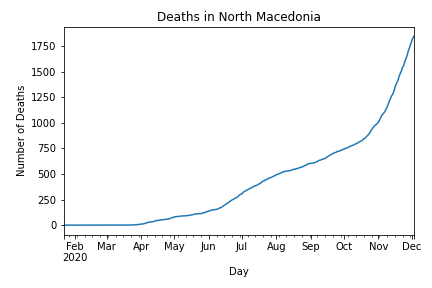 Deaths in North Macedonia
Number of Deaths
1750
1500
1250
1000
750
500
250
0
Feb Mar Apr May Jun Jul Aug Sep Oct Nov Dec
2020
Day